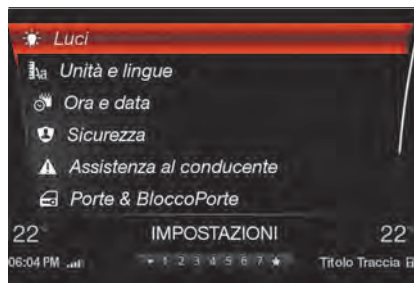 Luci
Unità e lingue
Ora e data
Sicurezza
Assistenza al conducente
Porte & BloccoPorte
22° IMPOSTAZIONI 22°
06:04 PM 1 2 3 4 5 6 7 Titolo Traccia